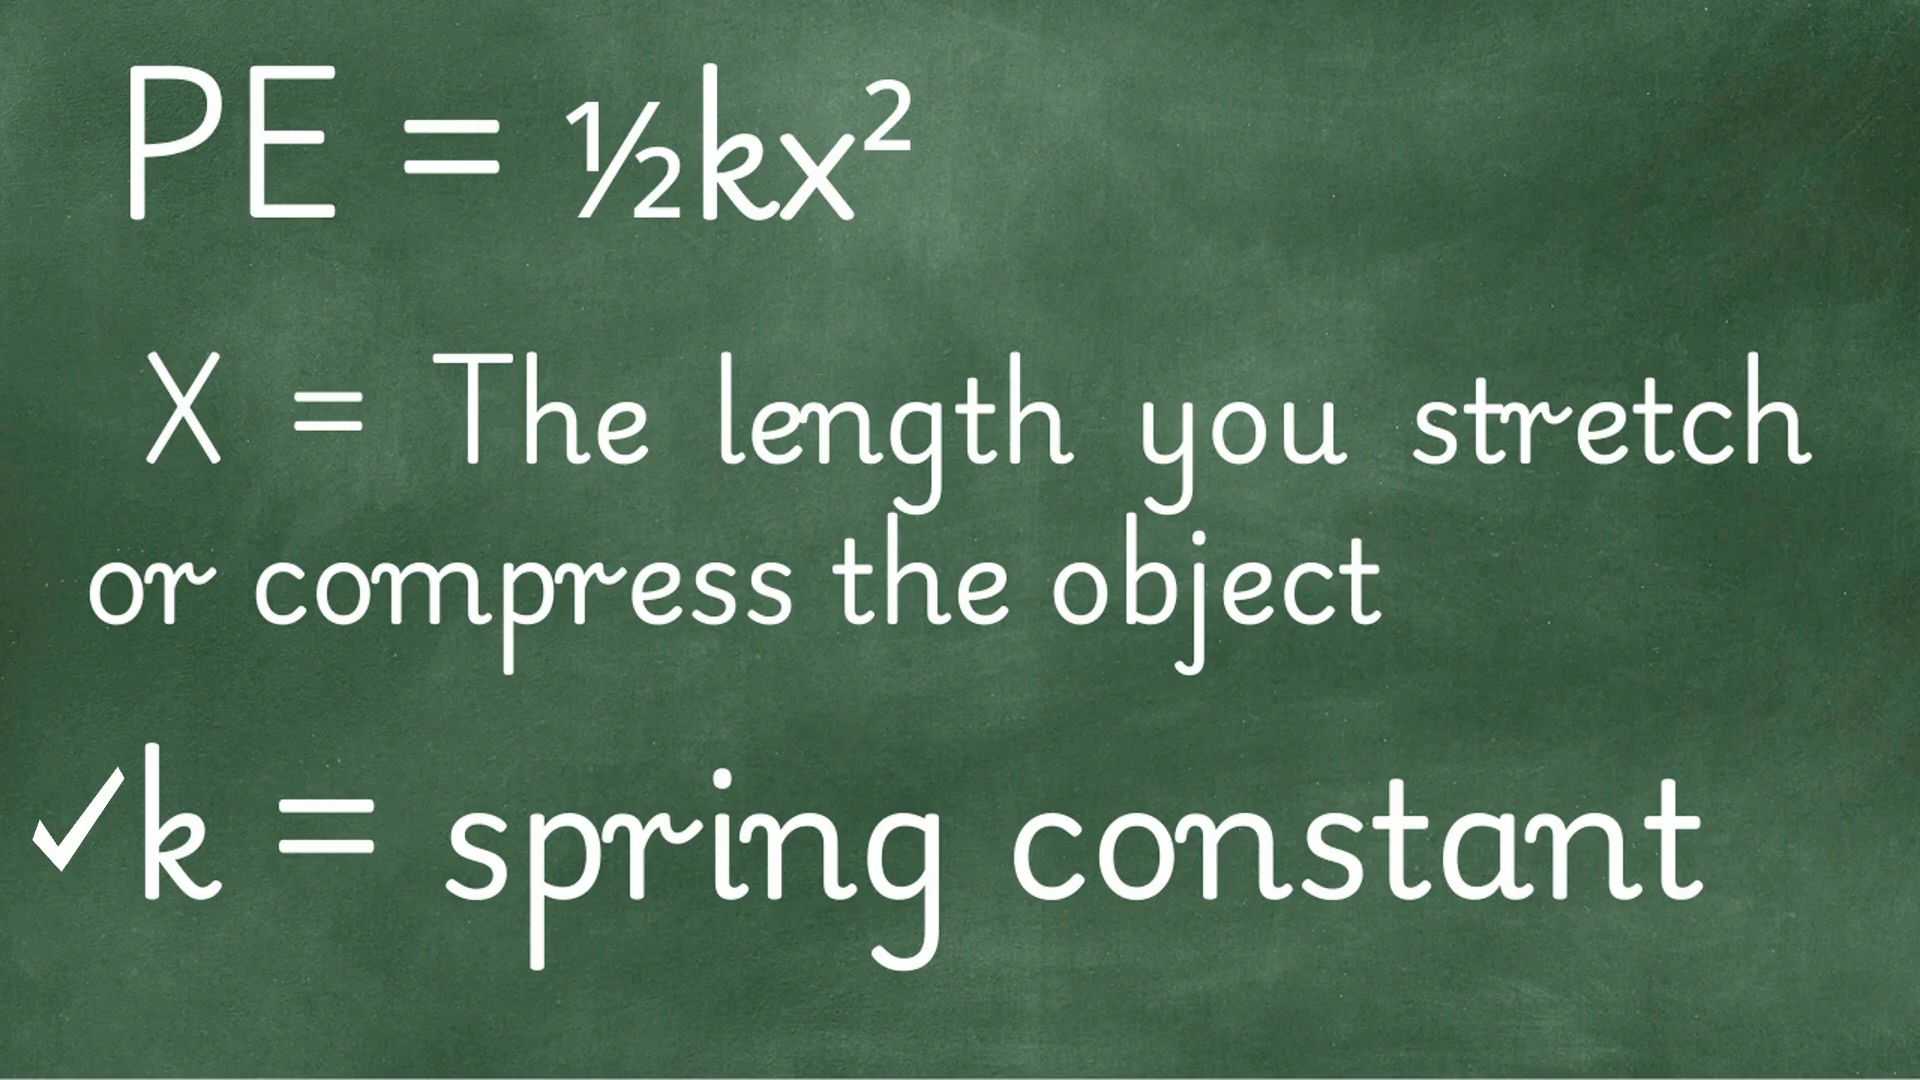 PE = ½kx²
X = The length you stretch
or compress the object
✓k = spring constant